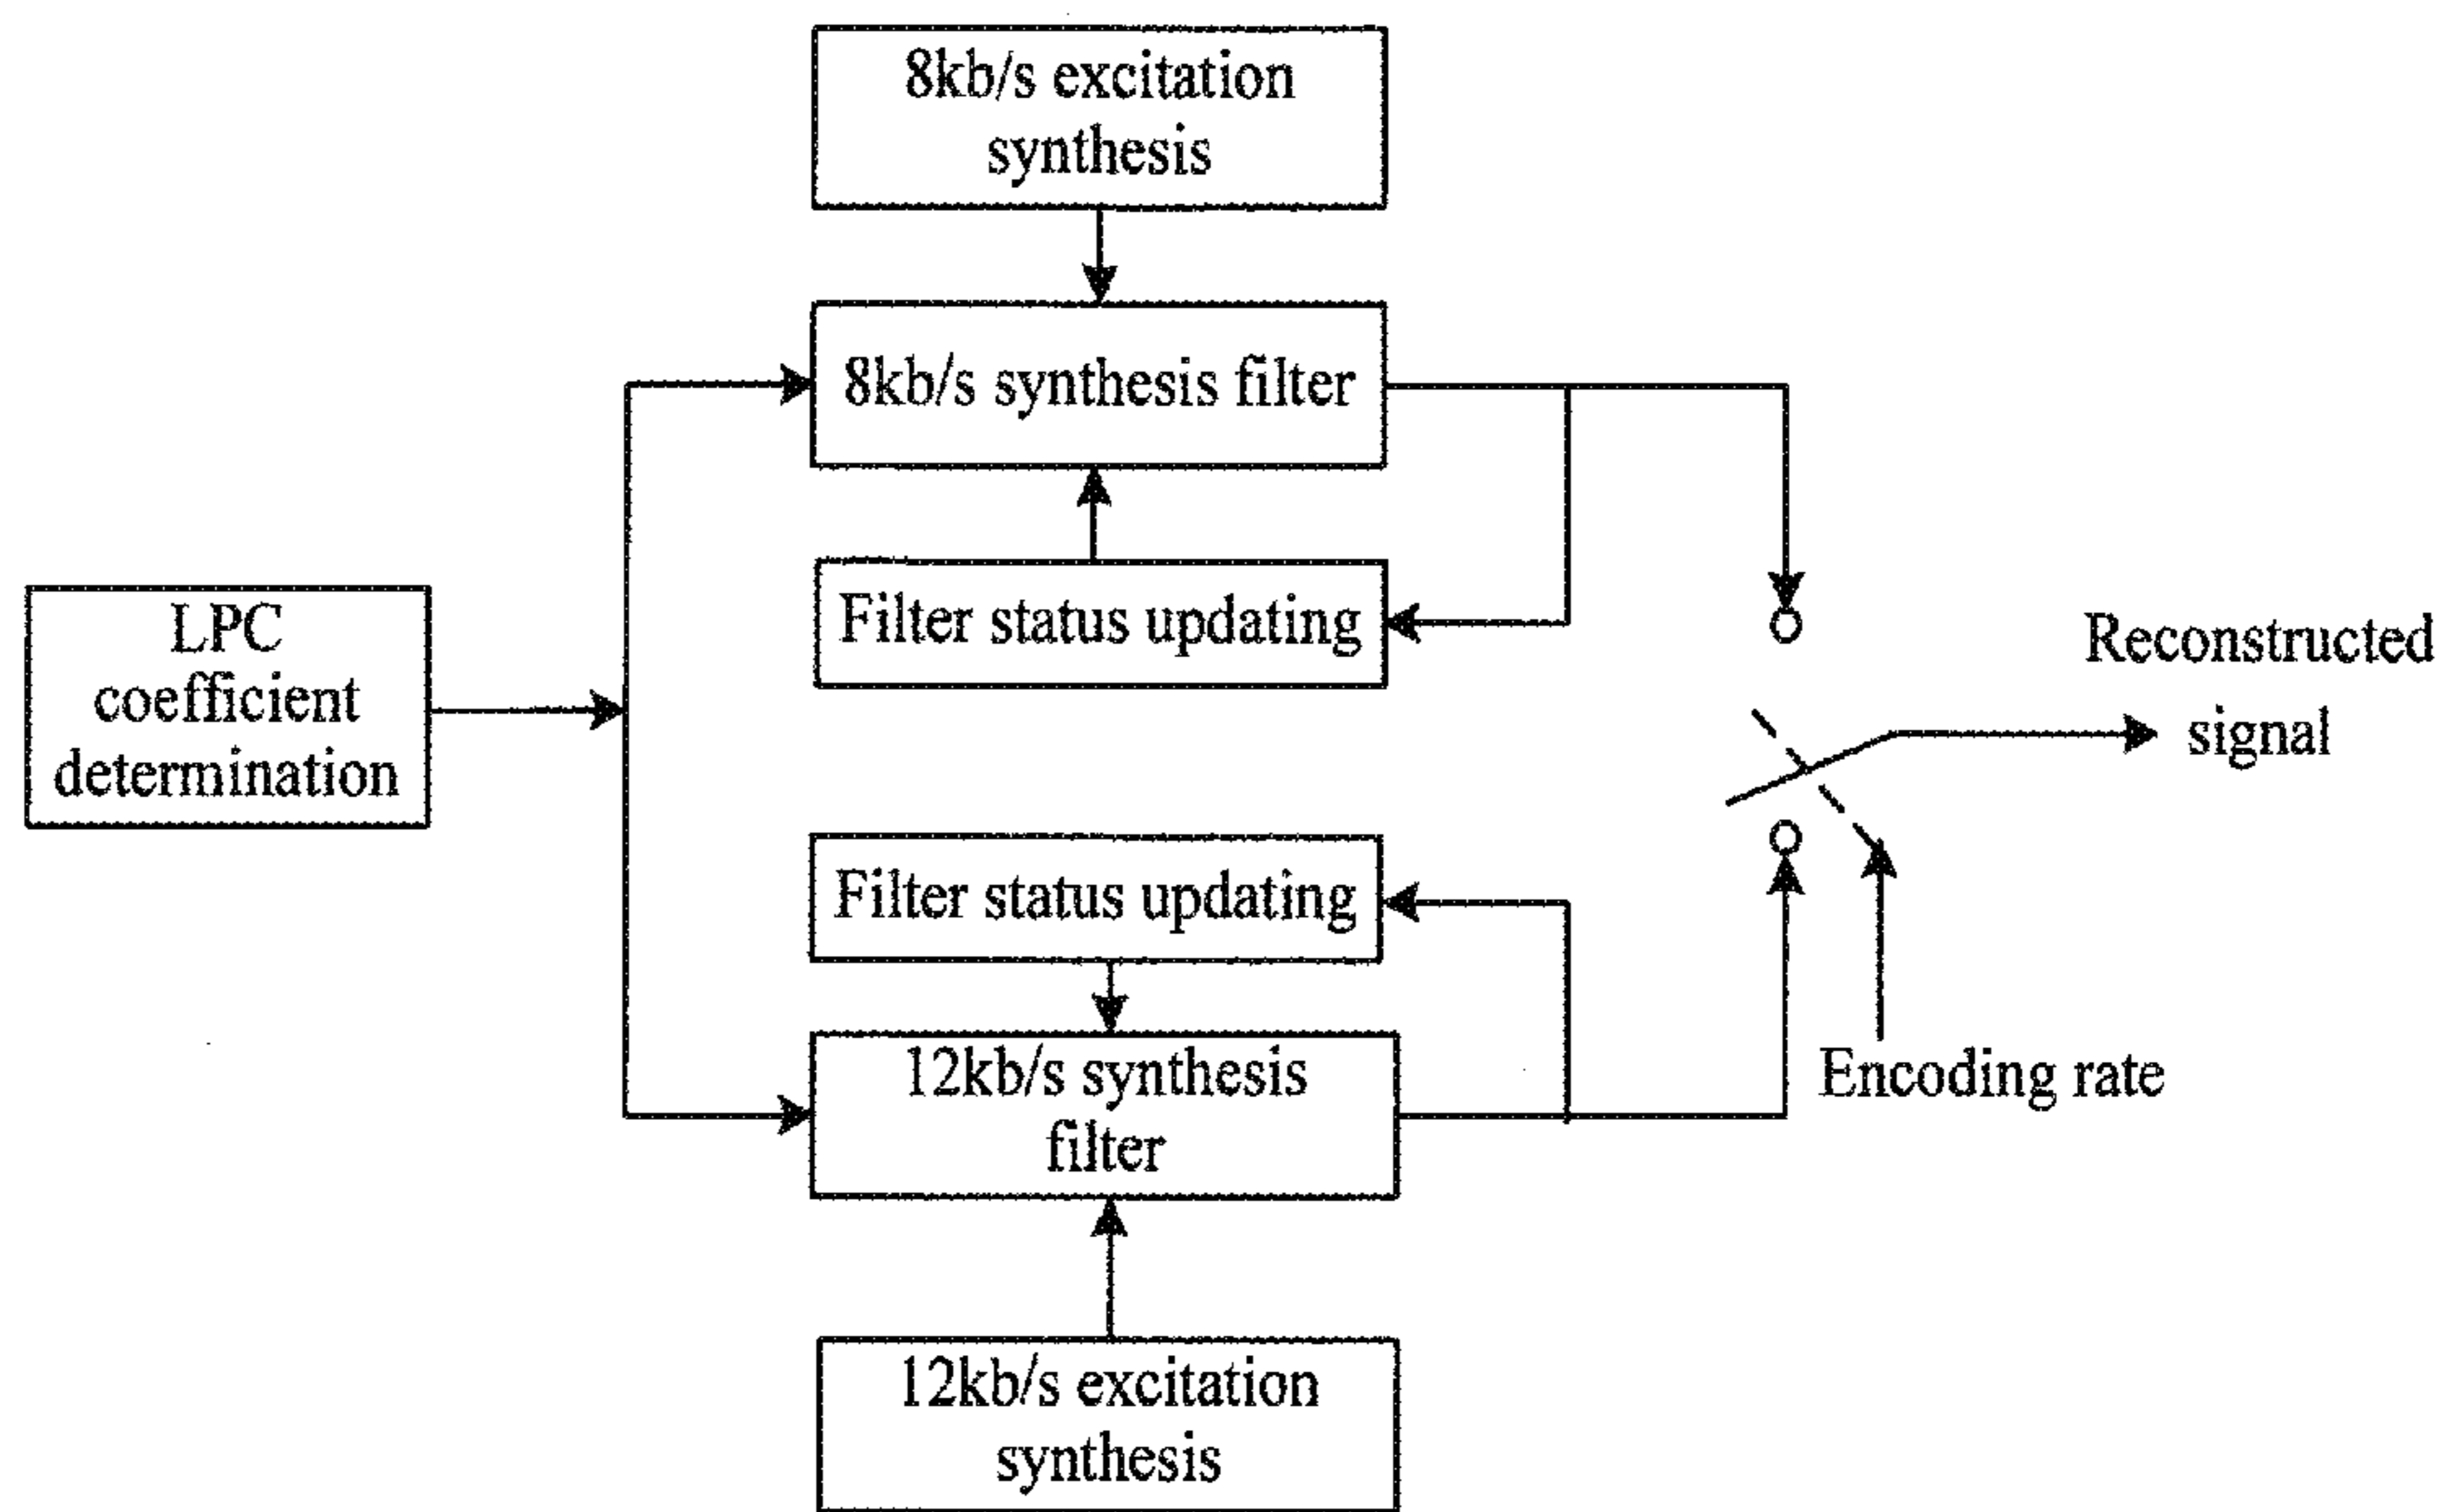 8kb/s excitation
synthesis
8kb/s synthesis filter
Filter status updating
LPC
coefficient
determination
Reconstructed
signal
Filter status updating
12kb/s synthesis
filter
Encoding rate
12kb/s excitation
synthesis